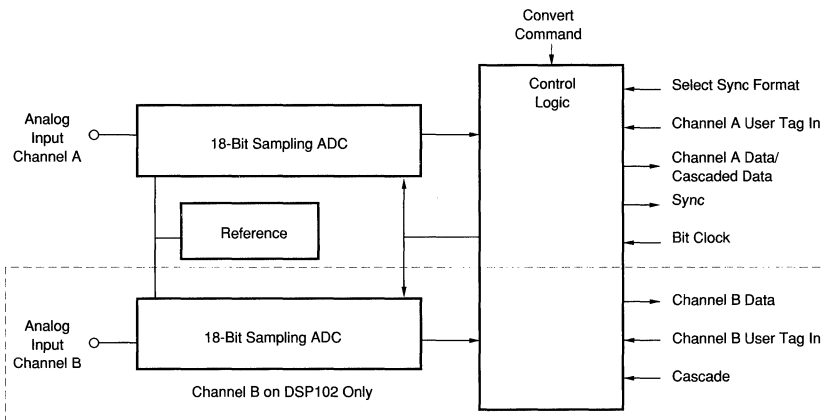 Convert
Command
Control
Logic
Select Sync Format
Analog
Input
Channel A
18-Bit Sampling ADC
Channel A User Tag In
Channel A Data/
Cascaded Data
Sync
Reference
Bit Clock
Channel B Data
Analog
Input
Channel B
18-Bit Sampling ADC
Channel B User Tag In
Cascade
Channel B on DSP102 Only